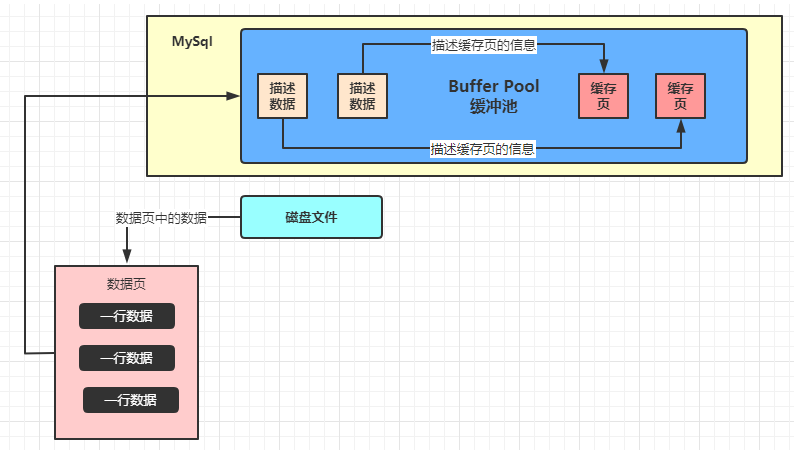 MySql
描述缓存页的信息
描述
数据
描述
数据
Buffer Pool
缓冲池
缓存
页
缓存
页
描述缓存页的信息
数据页中的数据
磁盘文件
数据页
一行数据
一行数据
一行数据